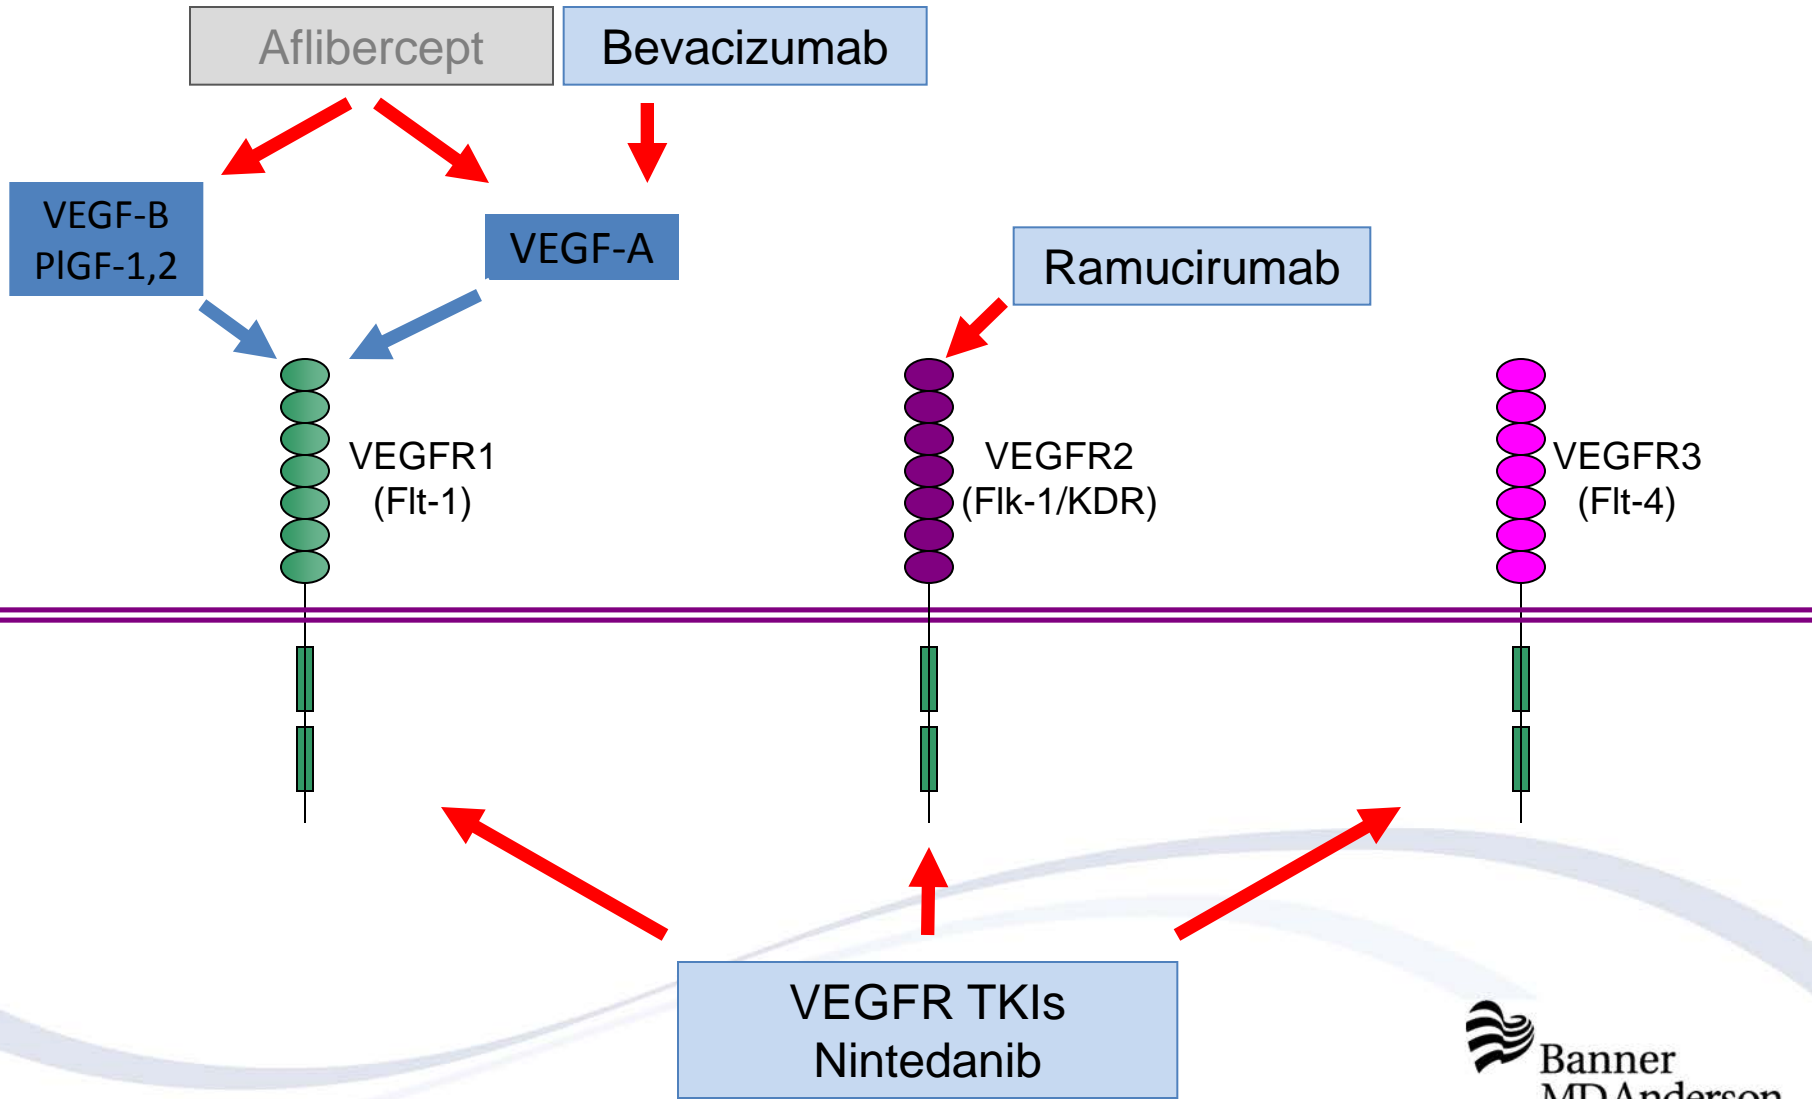 Aflibercept
Bevacizumab
VEGF-B
PlGF-1,2
VEGF-A
Ramucirumab
VEGFR1
(Flt-1)
VEGFR2
(Flk-1/KDR)
VEGFR3
(Flt-4)
VEGFR TKIs
Nintedanib
Banner
MDAnderson